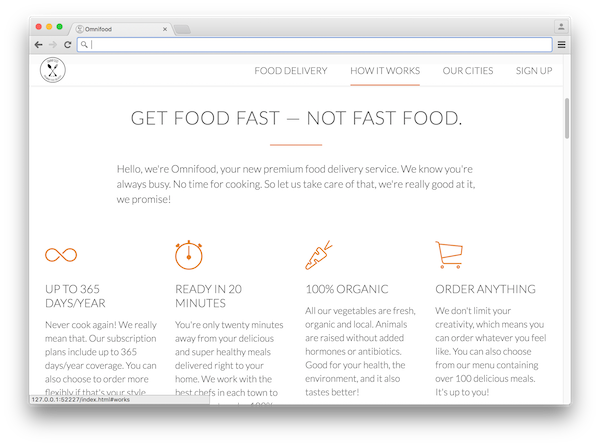 Omnifood
FOOD DELIVERY HOW IT WORKS OUR CITIES SIGN UP
GET FOOD FAST — NOT FAST FOOD.
Hello, we're Omnifood, your new premium food delivery service. We know you're
always busy. No time for cooking. So let us take care of that, we're really good at it,
we promise!
UP TO 365
DAYS/YEAR
Never cook again! We really
mean that. Our subscription
plans include up to 365
days/year coverage. You can
also choose to order more
flexibly if that's your style.
READY IN 20
MINUTES
You're only twenty minutes
away from your delicious
and super healthy meals
delivered right to your
home. We work with the
best chefs in each town to
100%
100% ORGANIC
All our vegetables are fresh,
organic and local. Animals
are raised without added
hormones or antibiotics.
Good for your health, the
environment, and it also
tastes better!
ORDER ANYTHING
We don't limit your
creativity, which means you
can order whatever you feel
like. You can also choose
from our menu containing
over 100 delicious meals.
It's up to you!
127.0.0.1:52227/index.html#works